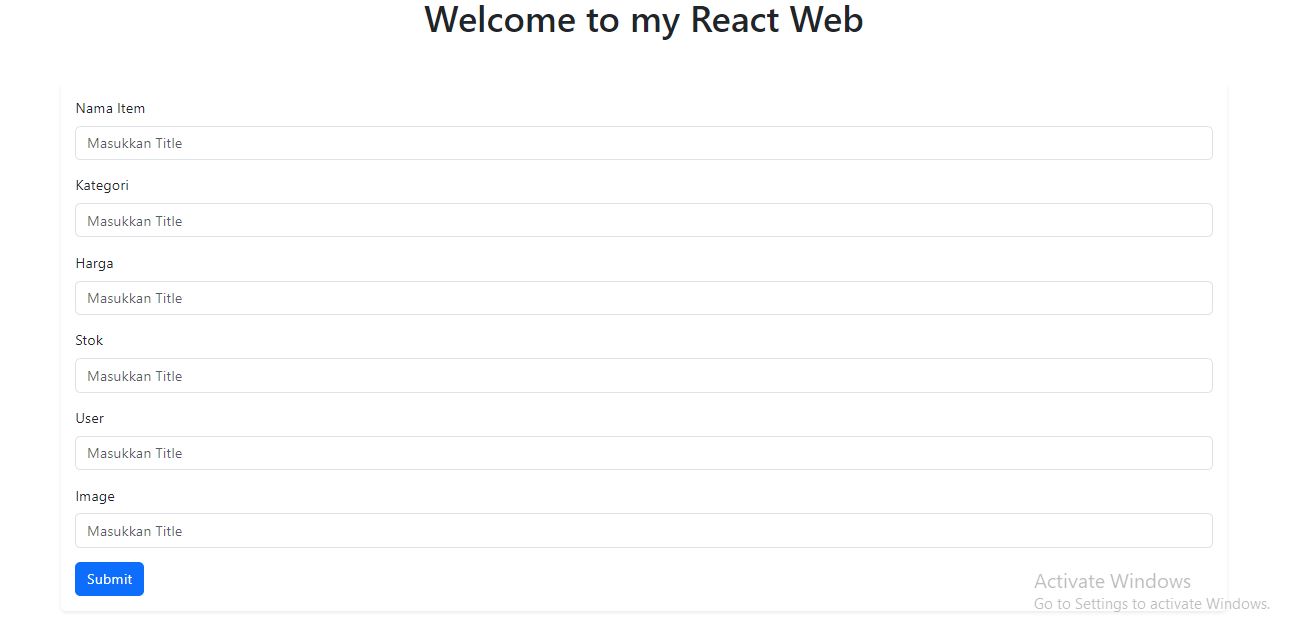 Welcome to my React Web
Nama Item
Masukkan Title
Kategori
Masukkan Title
Harga
Masukkan Title
Stok
Masukkan Title
User
Masukkan Title
Image
Masukkan Title
Submit
Activate Windows
Go to Settings to activate Windows.